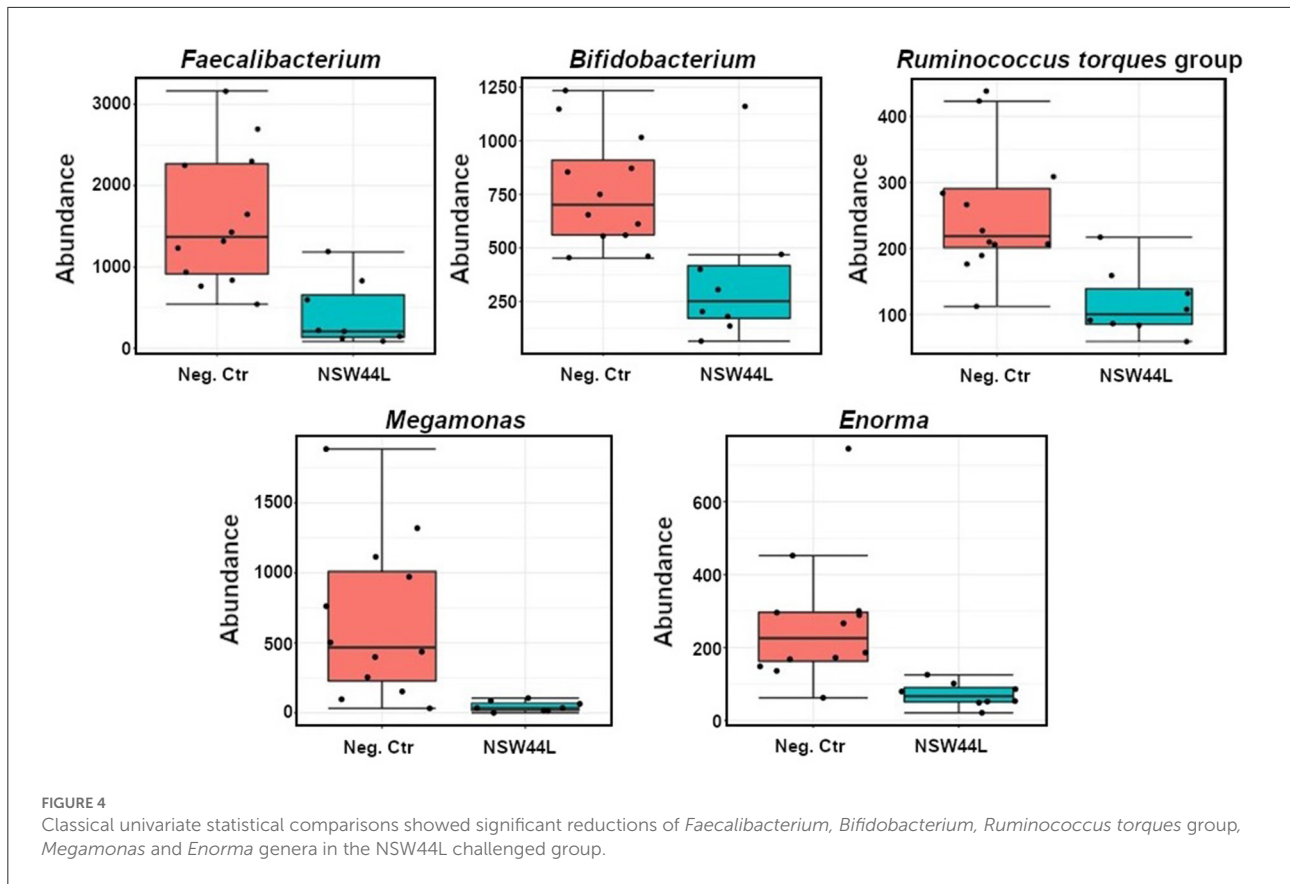 Faecalibacterium
Abundance
3000
2000
1000
0
Neg. Ctr NSW44L
Bifidobacterium
Abundance
1250
1000
750
500
250
Neg. Ctr NSW44L
Ruminococcus torques group
Abundance
400
300
200
100
Neg. Ctr NSW44L
Megamonas
Abundance
1500
1000
500
0
Neg. Ctr NSW44L
Enorma
Abundance
600
400
200
0
Neg. Ctr NSW44L
FIGURE 4
Classical univariate statistical comparisons showed significant reductions of Faecalibacterium, Bifidobacterium, Ruminococcus torques group,
Megamonas and Enorma genera in the NSW44L challenged group.